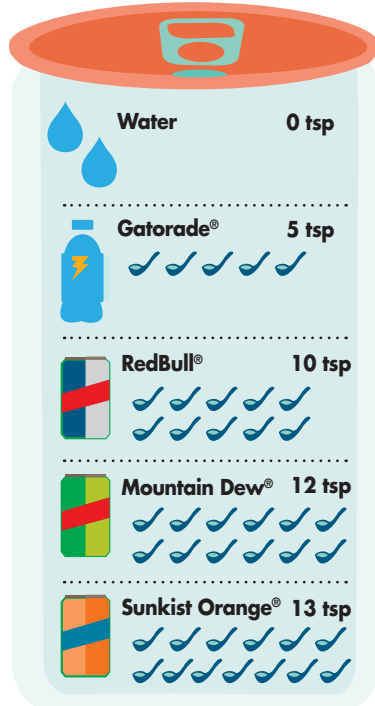 Water 0 tsp
Gatorade® 5 tsp
RedBull® 10 tsp
Mountain Dew® 12 tsp
Sunkist Orange® 13 tsp